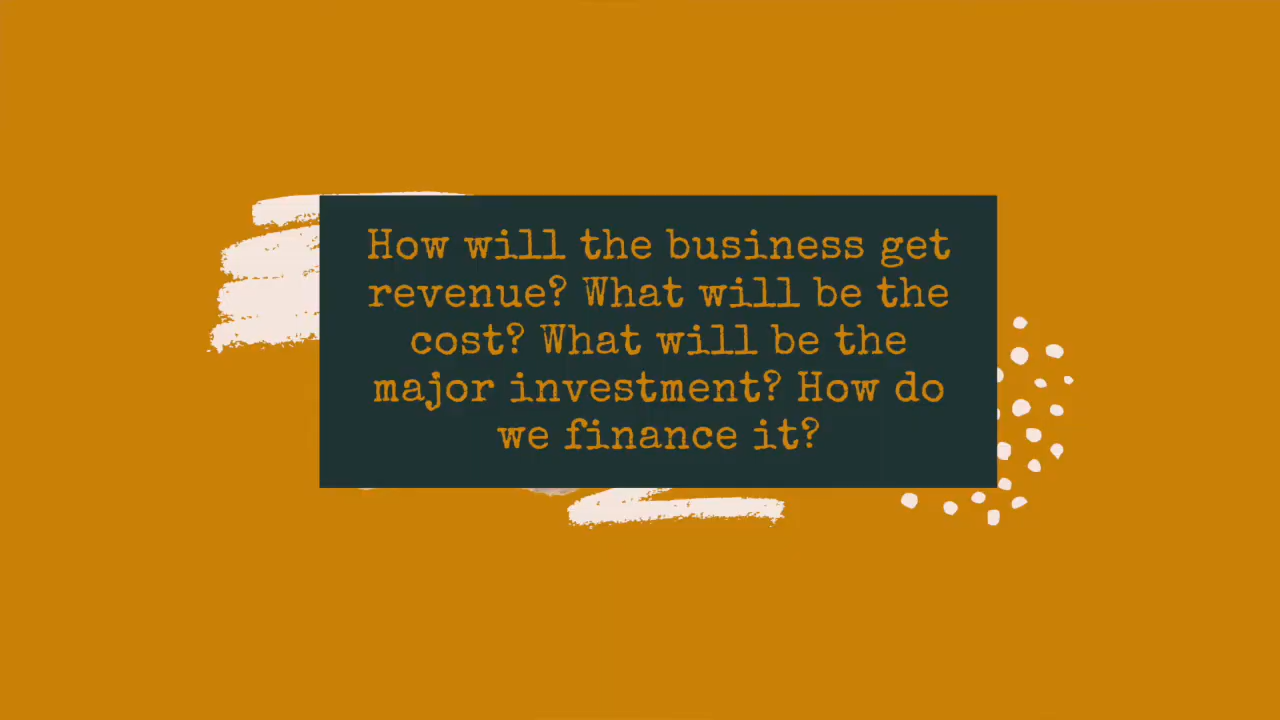 How will the business get
revenue? What will be the
cost? What will be the
major investment? How do
we finance it?